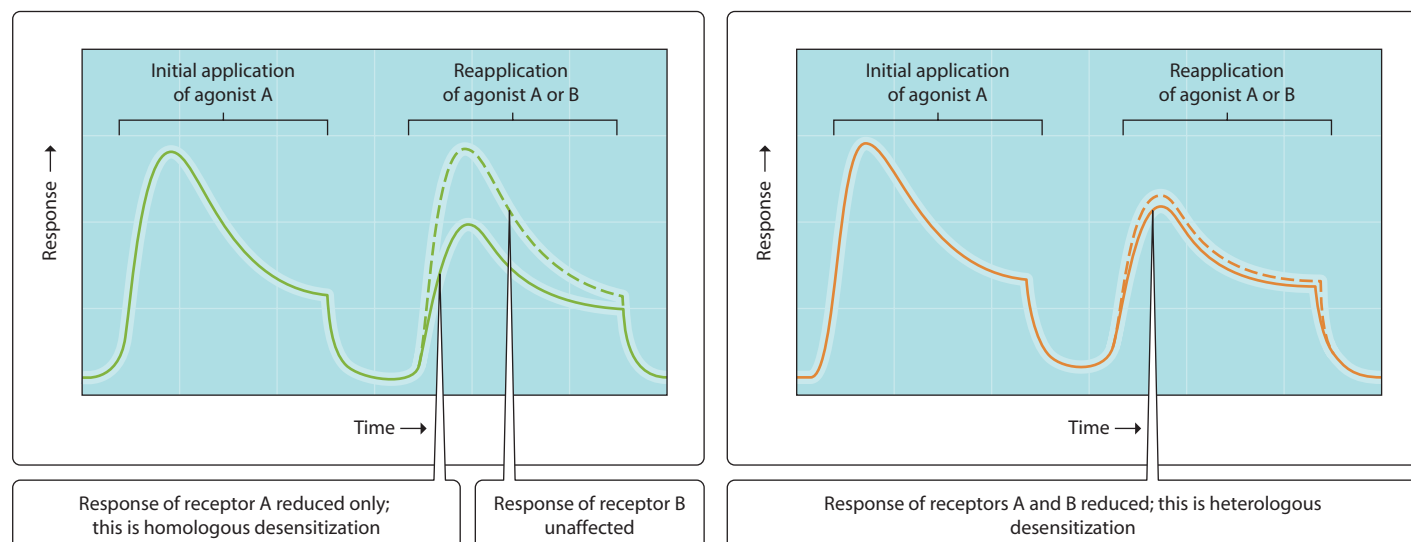 Initial application
of agonist A
Reapplication
of agonist A or B
Response →
Time →
Response of receptor A reduced only;
this is homologous desensitization
Response of receptor B
unaffected
Initial application
of agonist A
Reapplication
of agonist A or B
Response →
Time →
Response of receptors A and B reduced; this is heterologous
desensitization